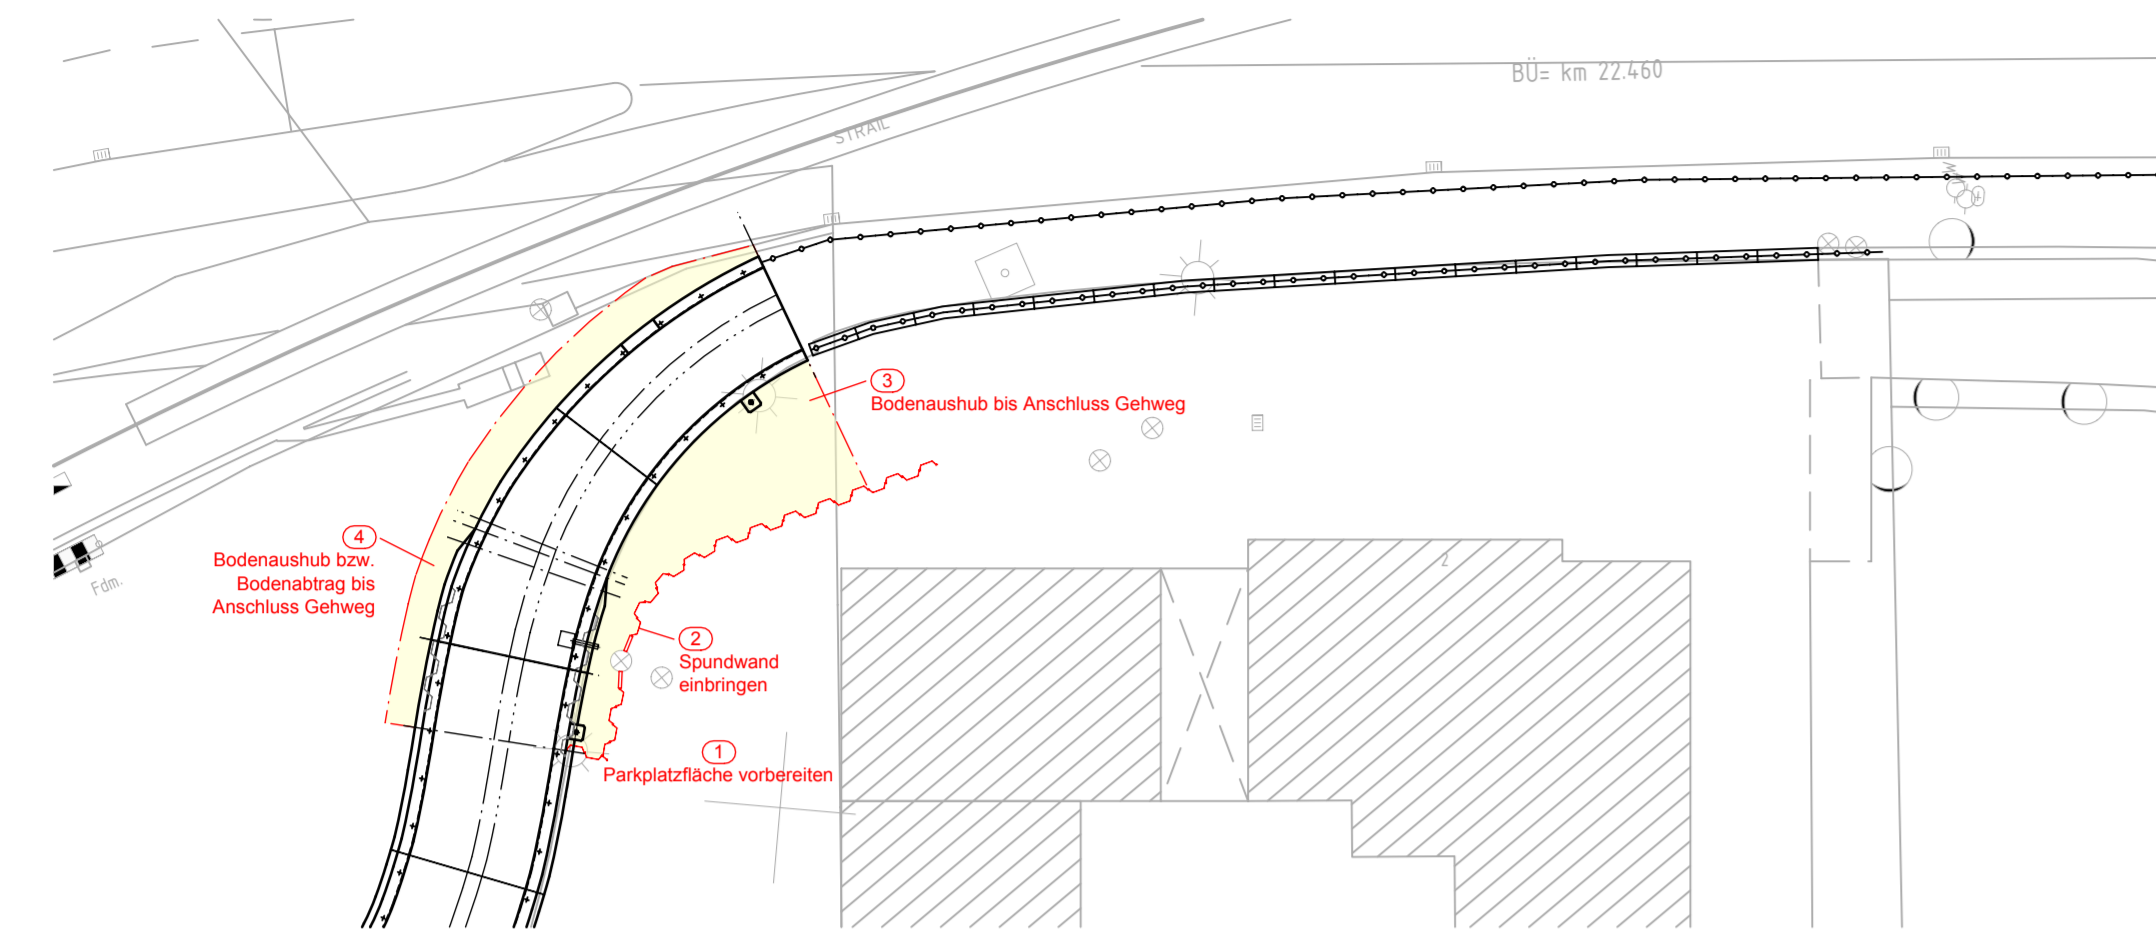 BÜ= km 22.460
STRAIL
3
Bodenaushub bis Anschluss Gehweg
4
Bodenaushub bzw.
Bodenabtrag bis
Anschluss Gehweg
2
Fdm.
2
Spundwand
einbringen
1
Parkplatzfläche vorbereiten